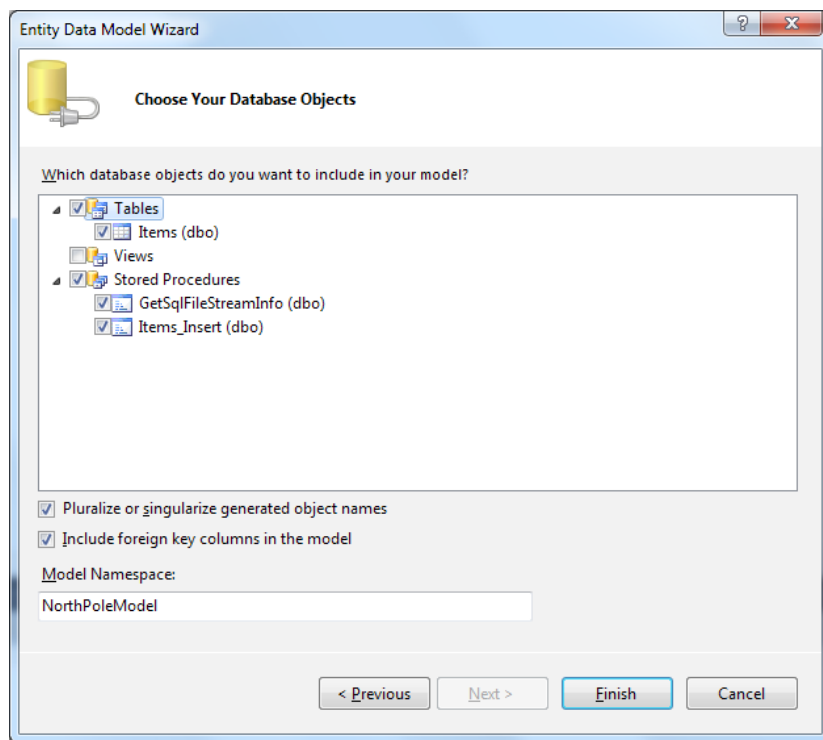 Entity Data Model Wizard
?
Choose Your Database Objects
Which database objects do you want to include in your model?
Tables
Items (dbo)
Views
Stored Procedures
GetSqlFileStreamInfo (dbo)
Items_Insert (dbo)
Pluralize or singularize generated object names
Include foreign key columns in the model
Model Namespace:
NorthPoleModel
< Previous Next > Finish Cancel